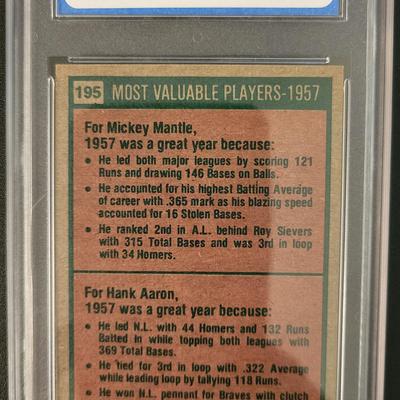 195 MOST VALUABLE PLAYERS-1957
For Mickey Mantle,
1957 was a great year because:
• He led both major leagues by scoring 121
Runs and drawing 146 Bases on Balls.
• He accounted for his highest Batting Average
of career with .365 mark as his blazing speed
accounted for 16 Stolen Bases.
• He ranked 2nd in A.L. behind Roy Sievers
with 315 Total Bases and was 3rd in loop
with 34 Homers.
For Hank Aaron,
1957 was a great year because:
• He led N.L. with 44 Homers and 132 Runs
Batted in while topping both leagues with
369 Total Bases.
• He tied for 3rd in loop with .322 Average
while leading loop by tallying 118 Runs.
• He won N.L. pennant for Braves with clutch